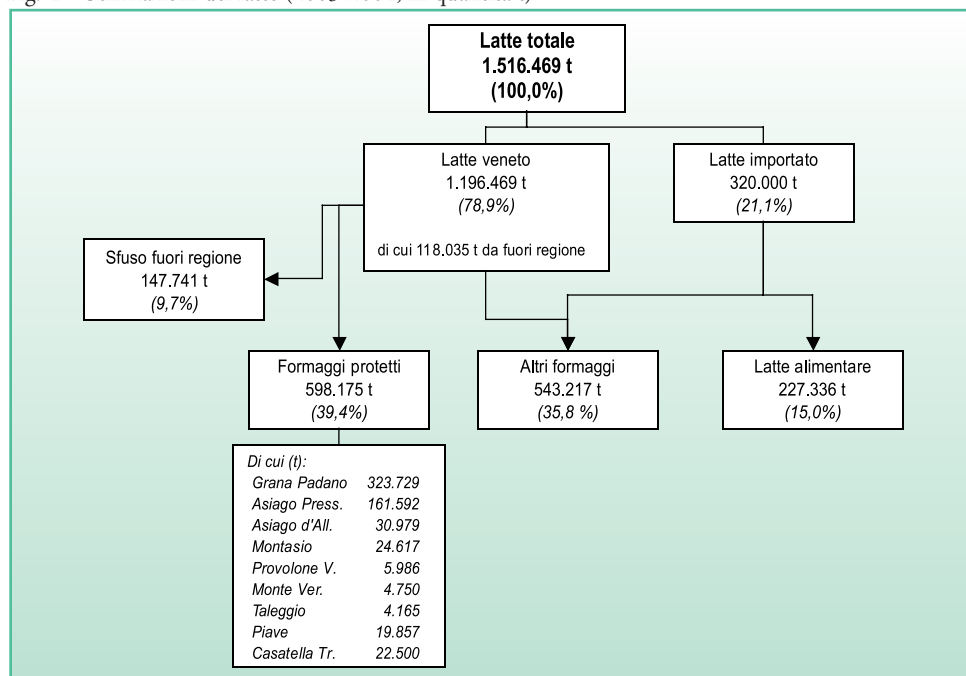 Latte totale
1.516.469 t
(100,0%)
Latte veneto
1.196.469 t
(78,9%)
di cui 118.035 t da fuori regione
Latte importato
320.000 t
(21,1%)
Sfuso fuori regione
147.741 t
(9,7%)
Formaggi protetti
598.175 t
(39,4%)
Altri formaggi
543.217 t
(35,8 %)
Latte alimentare
227.336 t
(15,0%)
Di cui (t):
Grana Padano 323.729
Asiago Press. 161.592
Asiago d'All. 30.979
Montasio 24.617
Provolone V. 5.986
Monte Ver. 4.750
Taleggio 4.165
Piave 19.857
Casatella Tr. 22.500